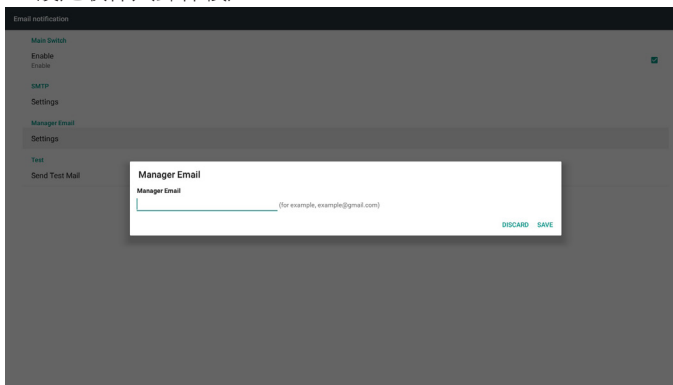 Email notification
Main Switch
Enable
Enable
SMTP
Settings
Manager Email
Settings
Test
Send Test Mail
Manager Email
Manager Email
(for example, example@gmail.com)
DISCARD SAVE